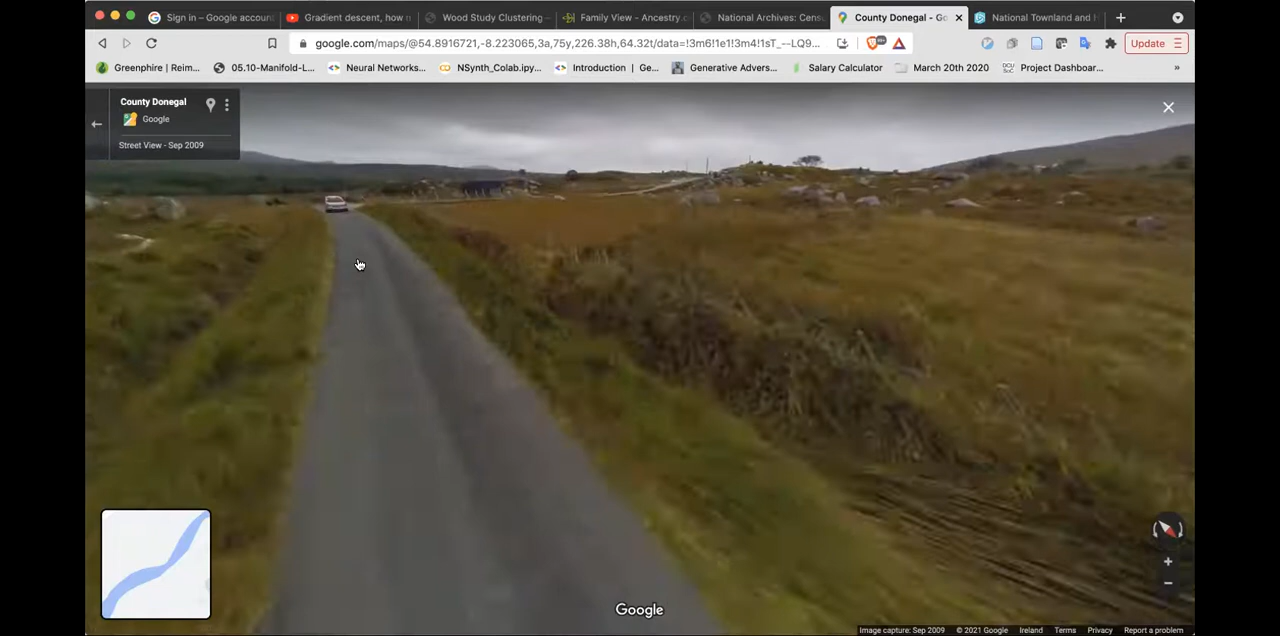 Sign in – Google accoun
Gradient descent, how n
Wood Study Clustering –
Family View - Ancestry.c
National Archives: Cens
County Donegal - Go
National Townland and H
google.com/maps/@54.8916721,-8.223065,3a,75y,226.38h,64.32t/data=!3m6!1e1!3m4!1sT_--LQ9...
Update
Greenphire | Reim...
05.10-Manifold-L...
Neural Networks...
NSynth_Colab.ipy...
Introduction | Ge...
Generative Advers...
Salary Calculator
March 20th 2020
Project Dashboar...
»
County Donegal
Google
Street View - Sep 2009
Google
Image capture: Sep 2009 © 2021 Google Ireland Terms Privacy Report a problem